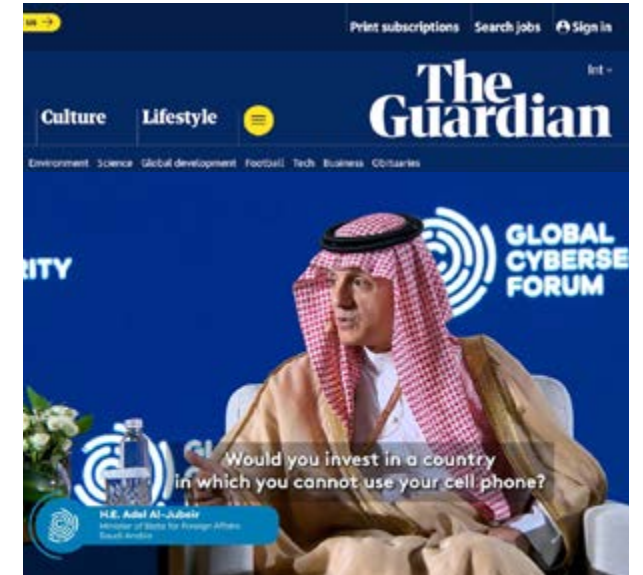 us →
Print subscriptions Search jobs Sign in
Int
The
Guardian
Culture Lifestyle
Environment Science Global development Football Tech Business Obituaries
GLOBAL
CYBERSE
FORUM
RITY
Would you invest in a country
in which you cannot use your cell phone?
H.E. Adel Al-Jubeir
Minister of State for Foreign Affairs
Saudi Arabia